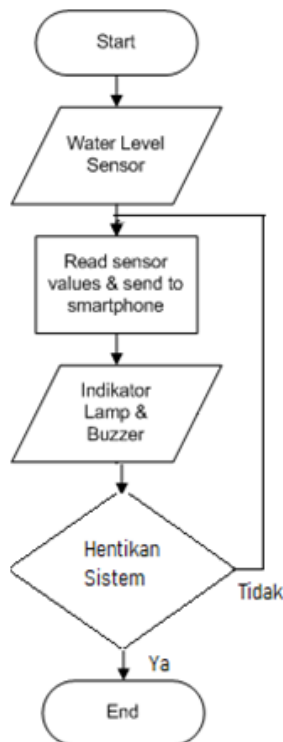 Start
Water Level
Sensor
Read sensor
values & send to
smartphone
Indikator
Lamp &
Buzzer
Hentikan
Sistem
Tidak
Ya
End